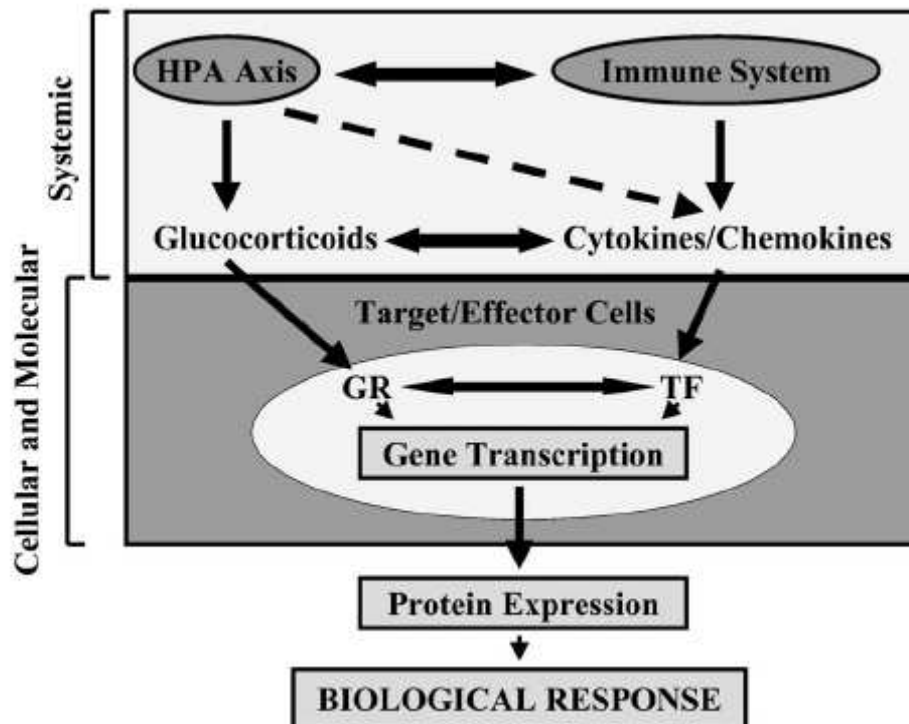 Systemic
HPA Axis
Immune System
Glucocorticoids
Cytokines/Chemokines
Cellular and Molecular
Target/Effector Cells
GR
TF
Gene Transcription
Protein Expression
BIOLOGICAL RESPONSE